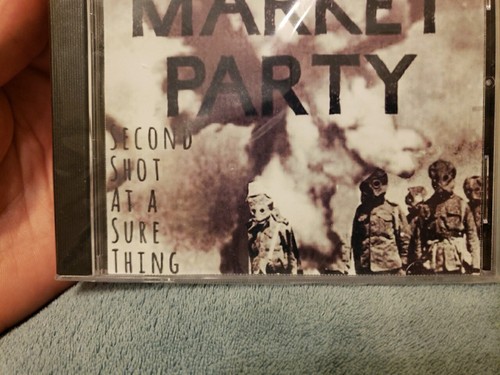 MARKET
PARTY
SECOND
SHOT
AT A
SURE
THING